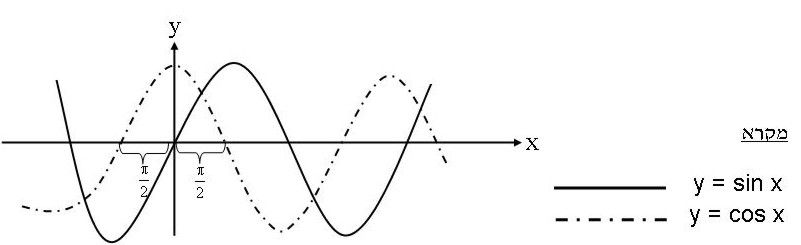 y
x
π/2
π/2
מקרא
y = sin x
y = cos x